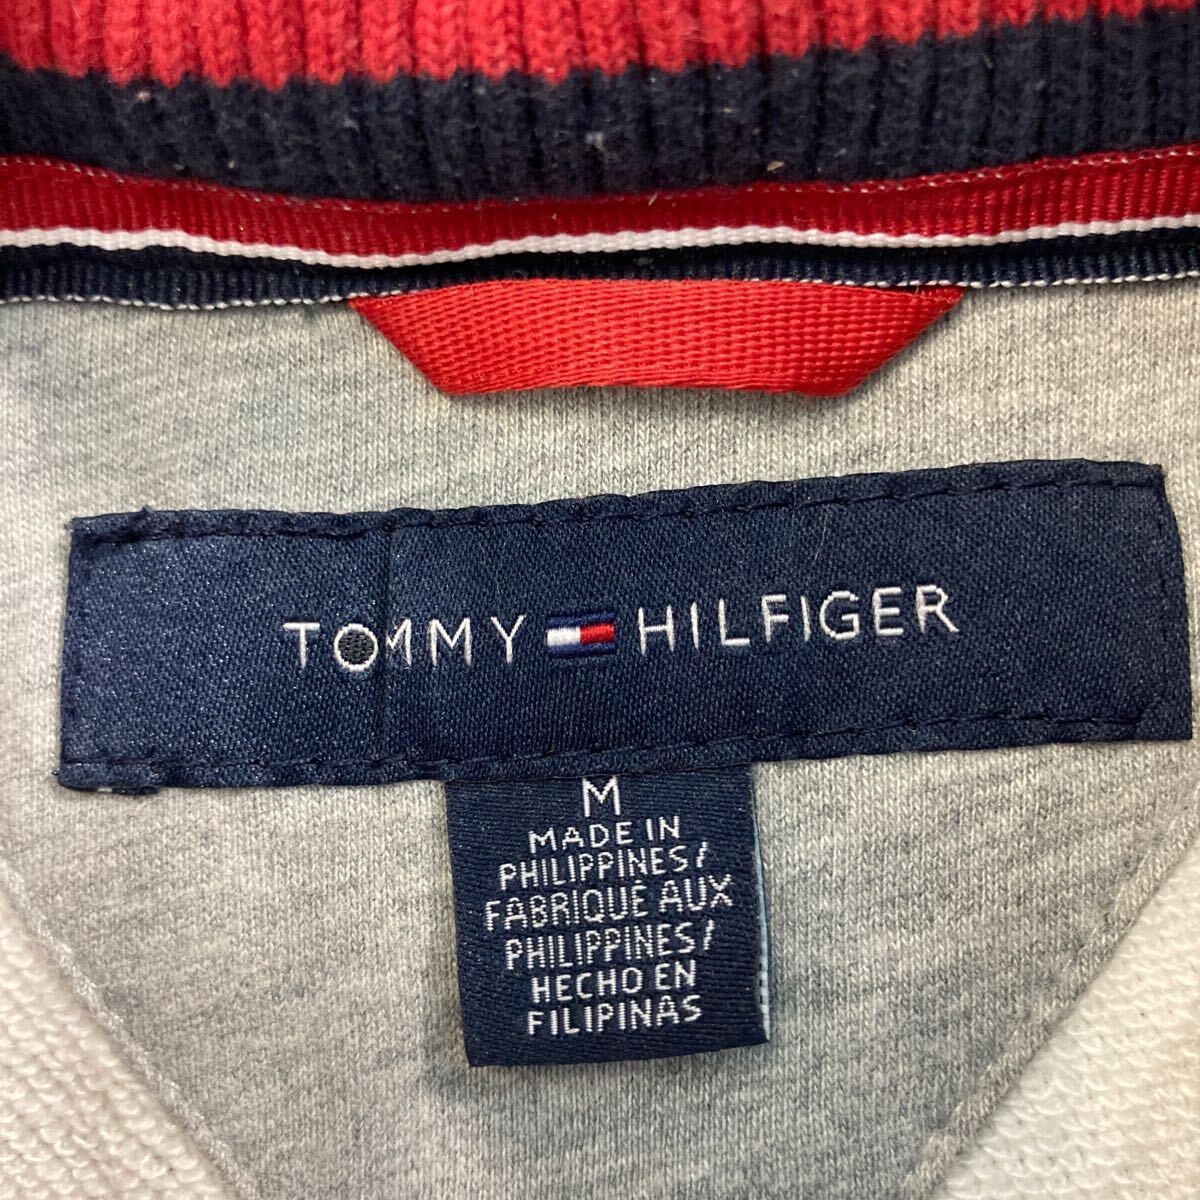 TOMMY HILFIGER
M
MADE IN
PHILIPPINES/
FABRIQUÉ AUX
PHILIPPINES/
HECHO EN
FILIPINAS